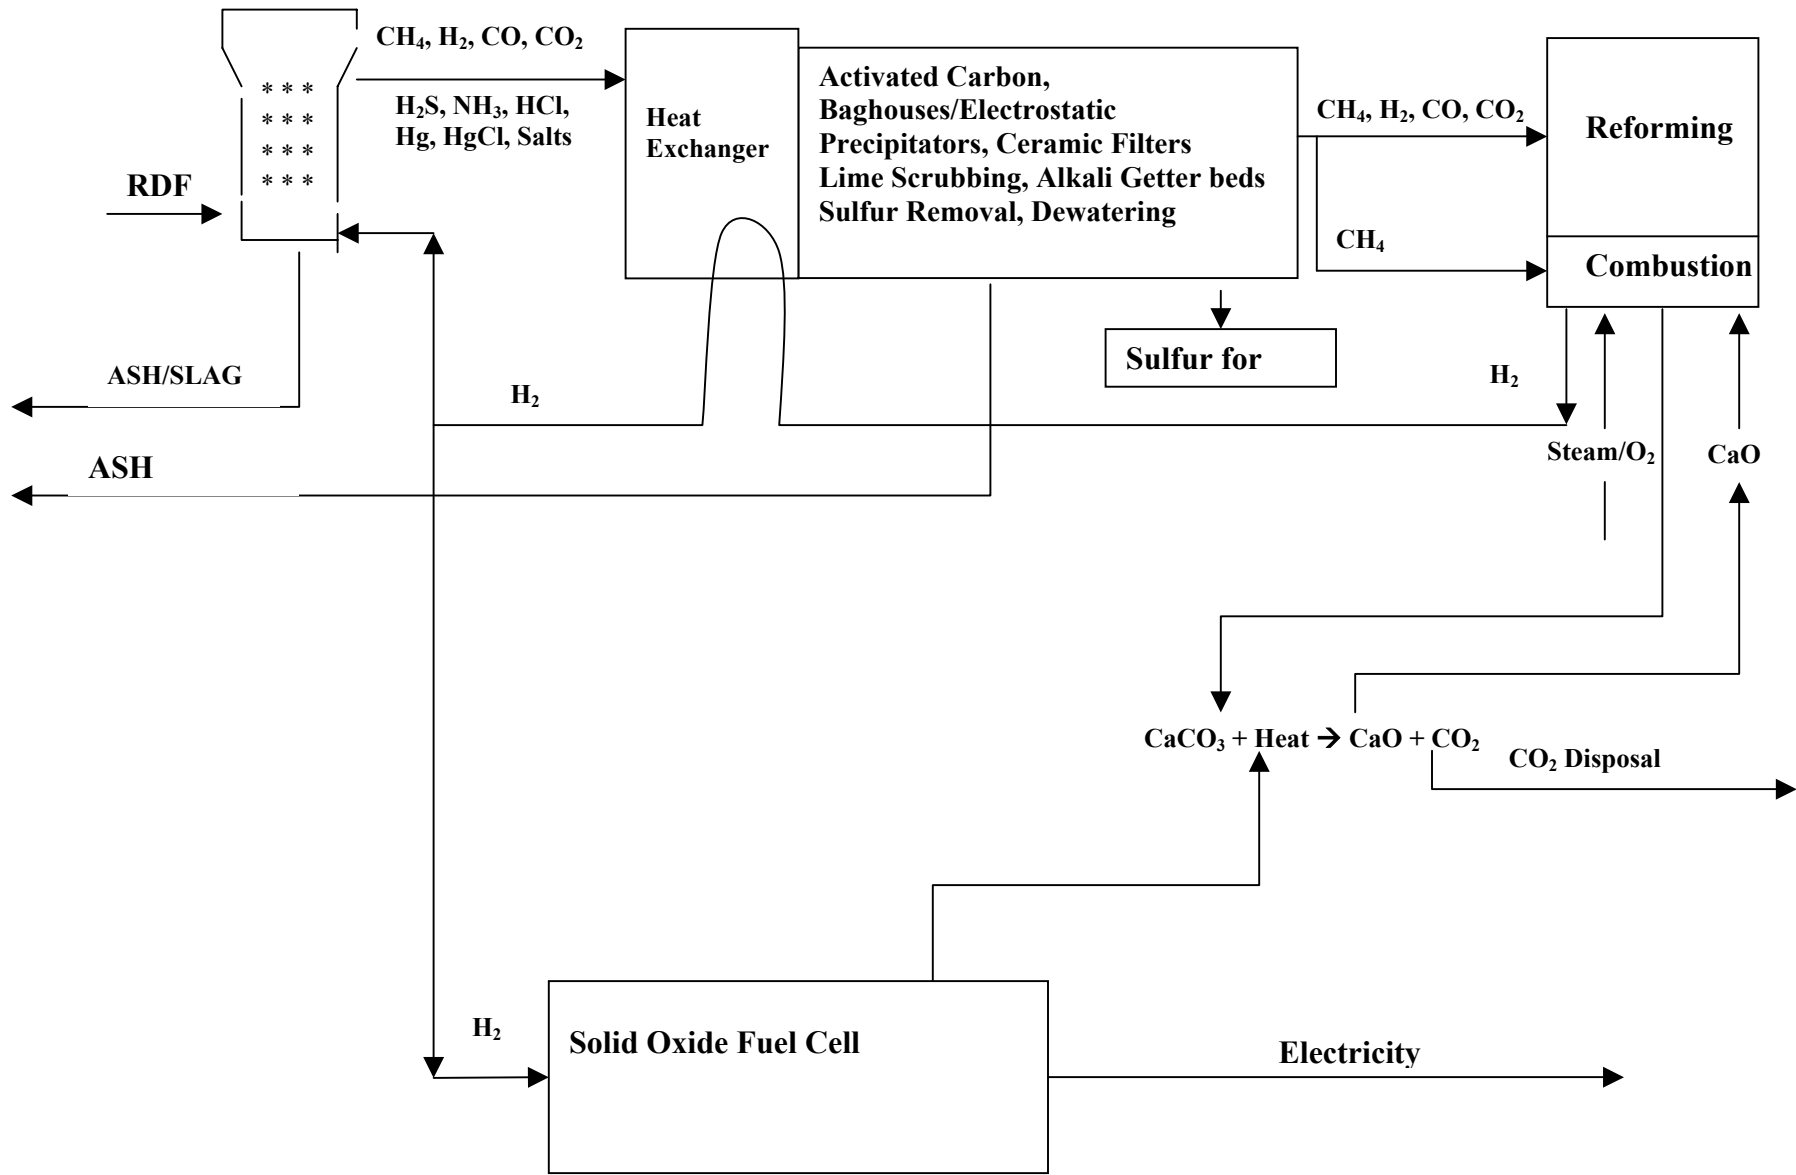 CH₄, H₂, CO, CO₂
H₂S, NH₃, HCl,
Hg, HgCl, Salts
* * *
* * *
* * *
* * *
RDF
Heat
Exchanger
Activated Carbon,
Baghouses/Electrostatic
Precipitators, Ceramic Filters
Lime Scrubbing, Alkali Getter beds
Sulfur Removal, Dewatering
CH₄, H₂, CO, CO₂
Reforming
CH₄
Combustion
Sulfur for
ASH/SLAG
H₂
H₂
ASH
Steam/O₂
CaO
CaCO₃ + Heat → CaO + CO₂
CO₂ Disposal
H₂
Solid Oxide Fuel Cell
Electricity